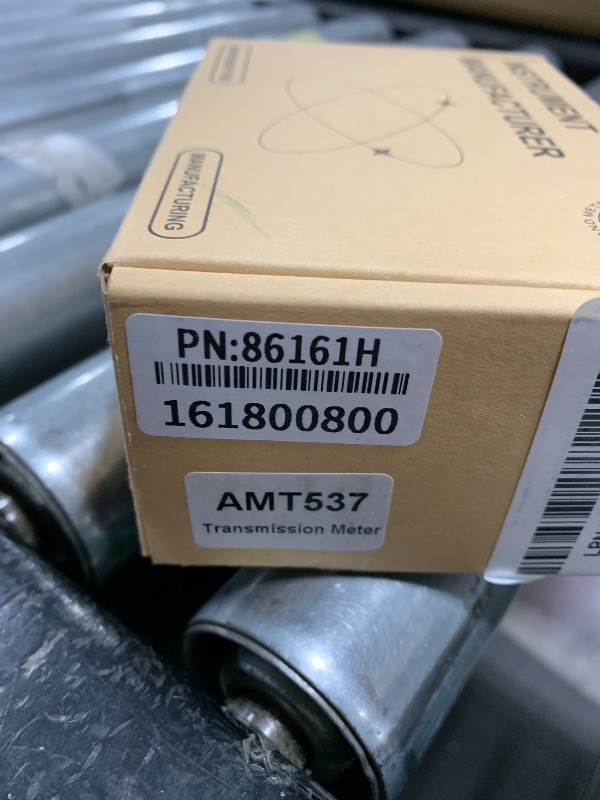 INSTRUMENT
MANUFACTURER
MANUFACTURING
PN:86161H
161800800
AMT537
Transmission Meter